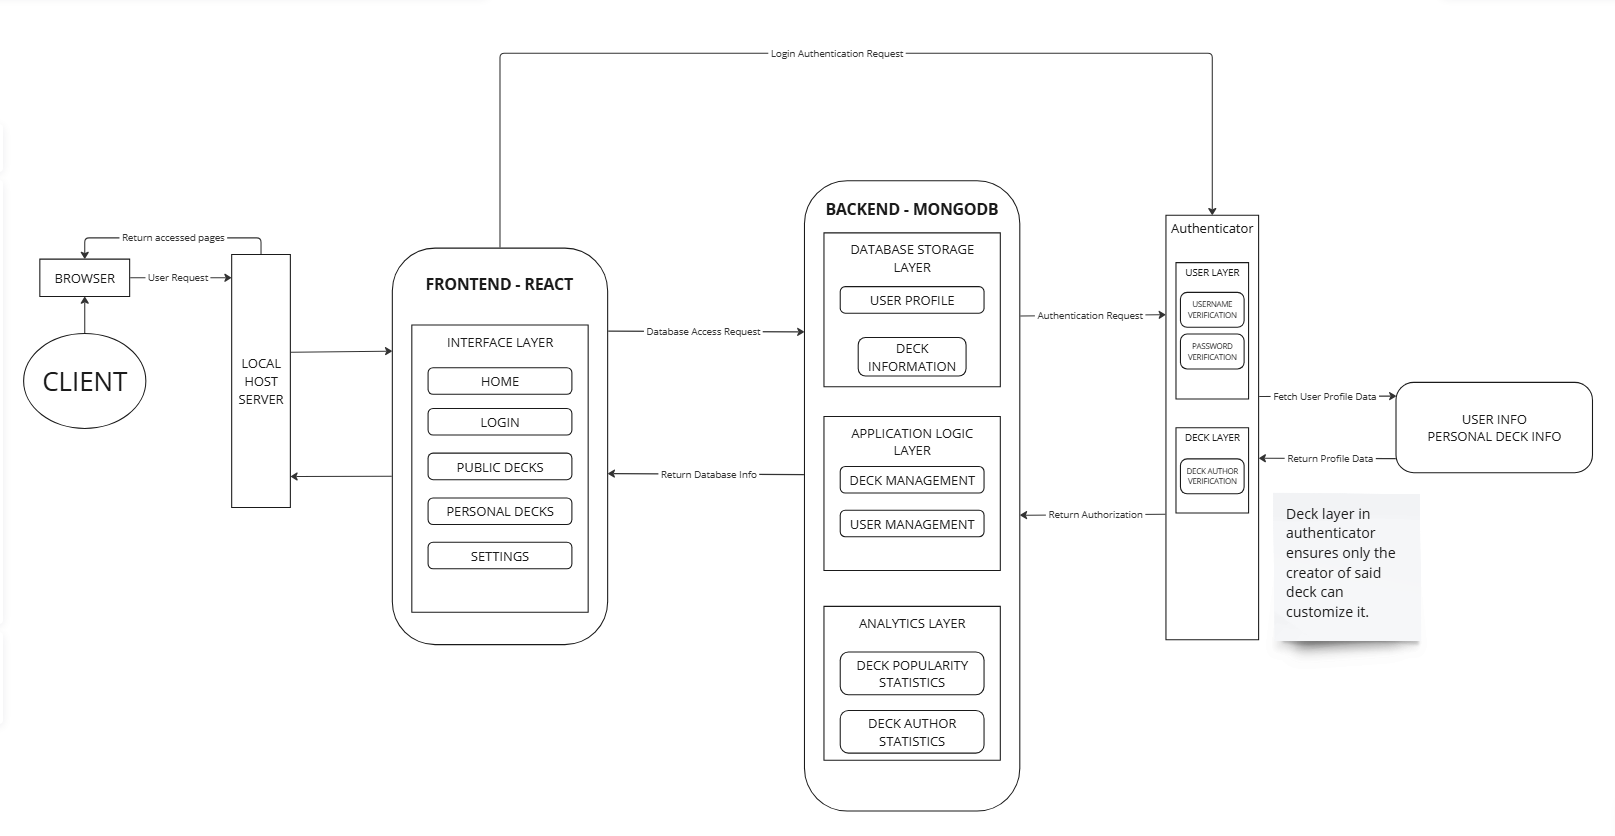 Login Authentication Request
Return accessed pages
BROWSER
User Request
CLIENT
LOCAL
HOST
SERVER
FRONTEND - REACT
INTERFACE LAYER
HOME
LOGIN
PUBLIC DECKS
PERSONAL DECKS
SETTINGS
Database Access Request
Return Database Info
BACKEND - MONGODB
DATABASE STORAGE
LAYER
USER PROFILE
DECK
INFORMATION
APPLICATION LOGIC
LAYER
DECK MANAGEMENT
USER MANAGEMENT
ANALYTICS LAYER
DECK POPULARITY
STATISTICS
DECK AUTHOR
STATISTICS
Authentication Request
Return Authorization
Authenticator
USER LAYER
USERNAME
VERIFICATION
PASSWORD
VERIFICATION
DECK LAYER
DECK AUTHOR
VERIFICATION
Fetch User Profile Data
Return Profile Data
USER INFO
PERSONAL DECK INFO
Deck layer in
authenticator
ensures only the
creator of said
deck can
customize it.